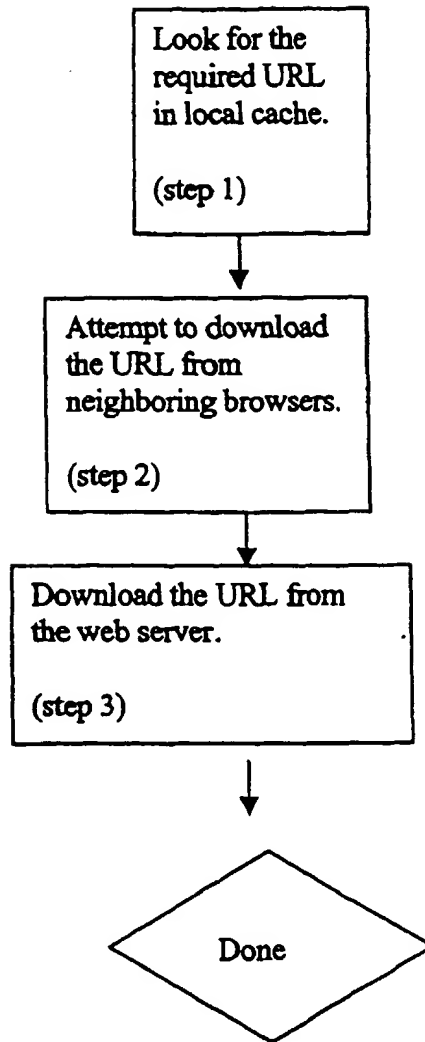 Look for the
required URL
in local cache.
(step 1)
Attempt to download
the URL from
neighboring browsers.
(step 2)
Download the URL from
the web server.
(step 3)
Done